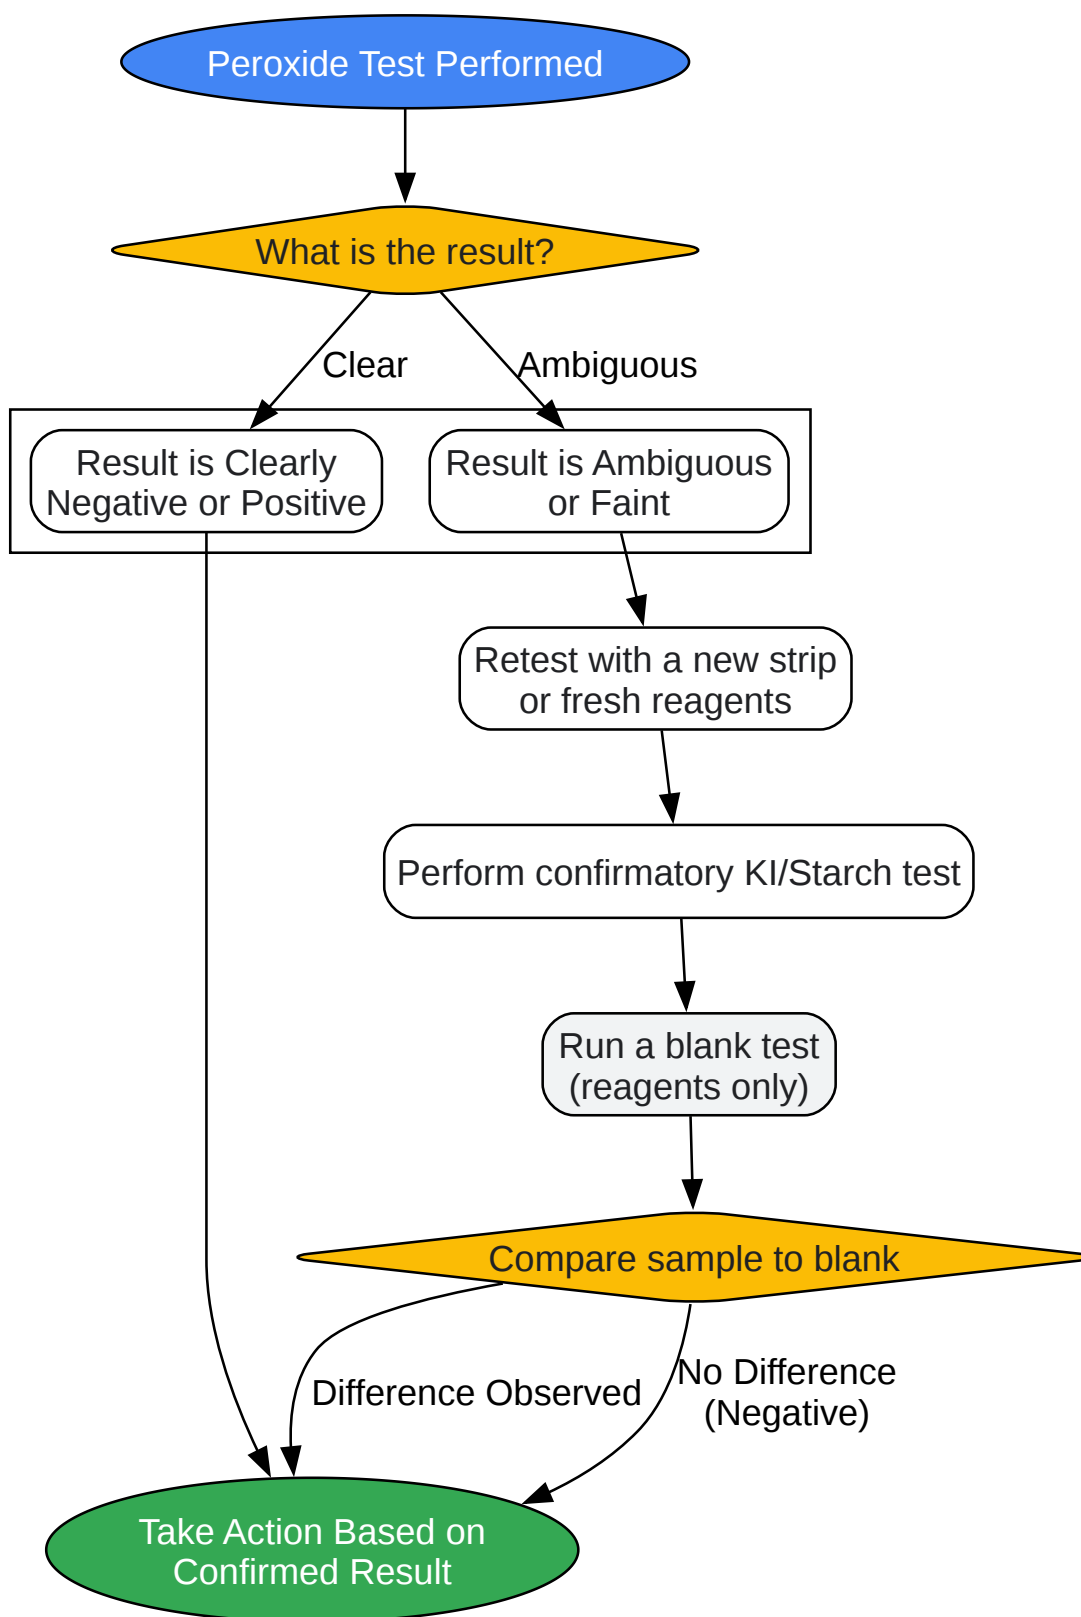 Peroxide Test Performed
What is the result?
Clear
Ambiguous
Result is Clearly
Negative or Positive
Result is Ambiguous
or Faint
Retest with a new strip
or fresh reagents
Perform confirmatory KI/Starch test
Run a blank test
(reagents only)
Compare sample to blank
Difference Observed
No Difference
(Negative)
Take Action Based on
Confirmed Result